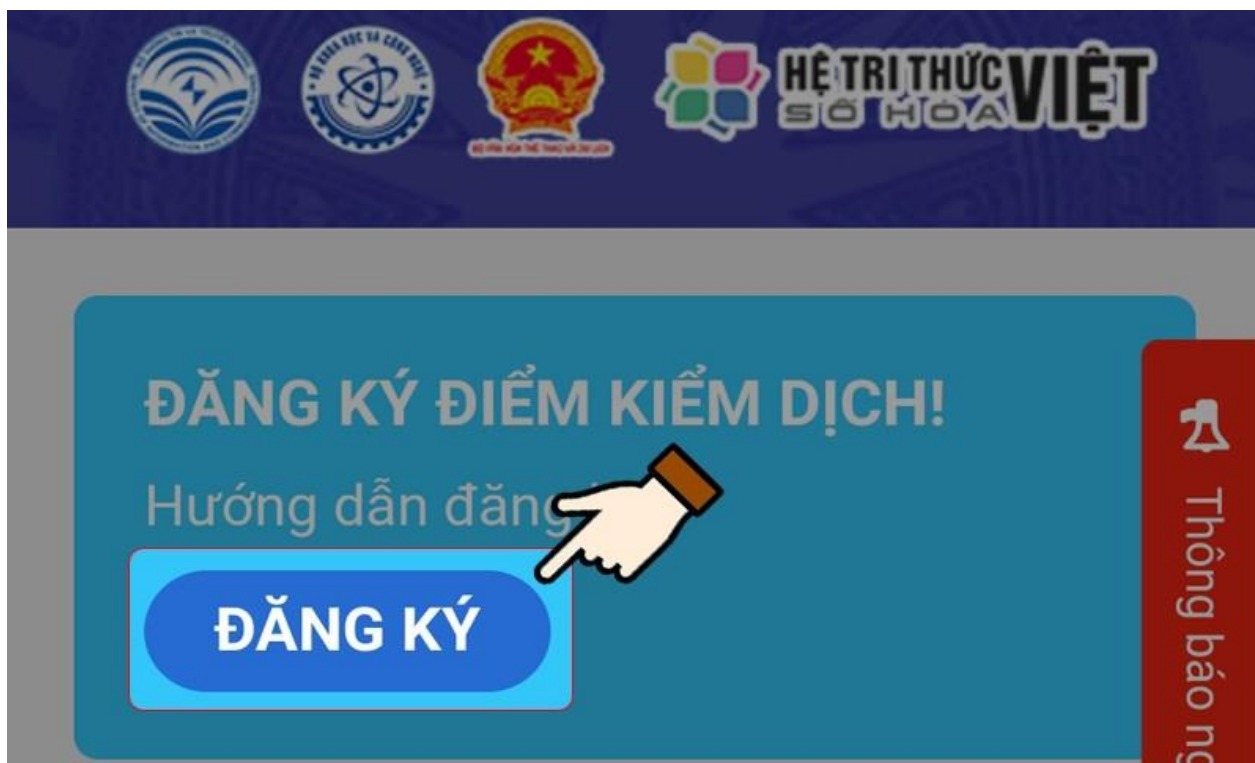 HỆ TRI THỨC VIỆT
SỐ HÓA
ĐĂNG KÝ ĐIỂM KIỂM DỊCH!
Hướng dẫn đăng
ĐĂNG KÝ
Thông báo